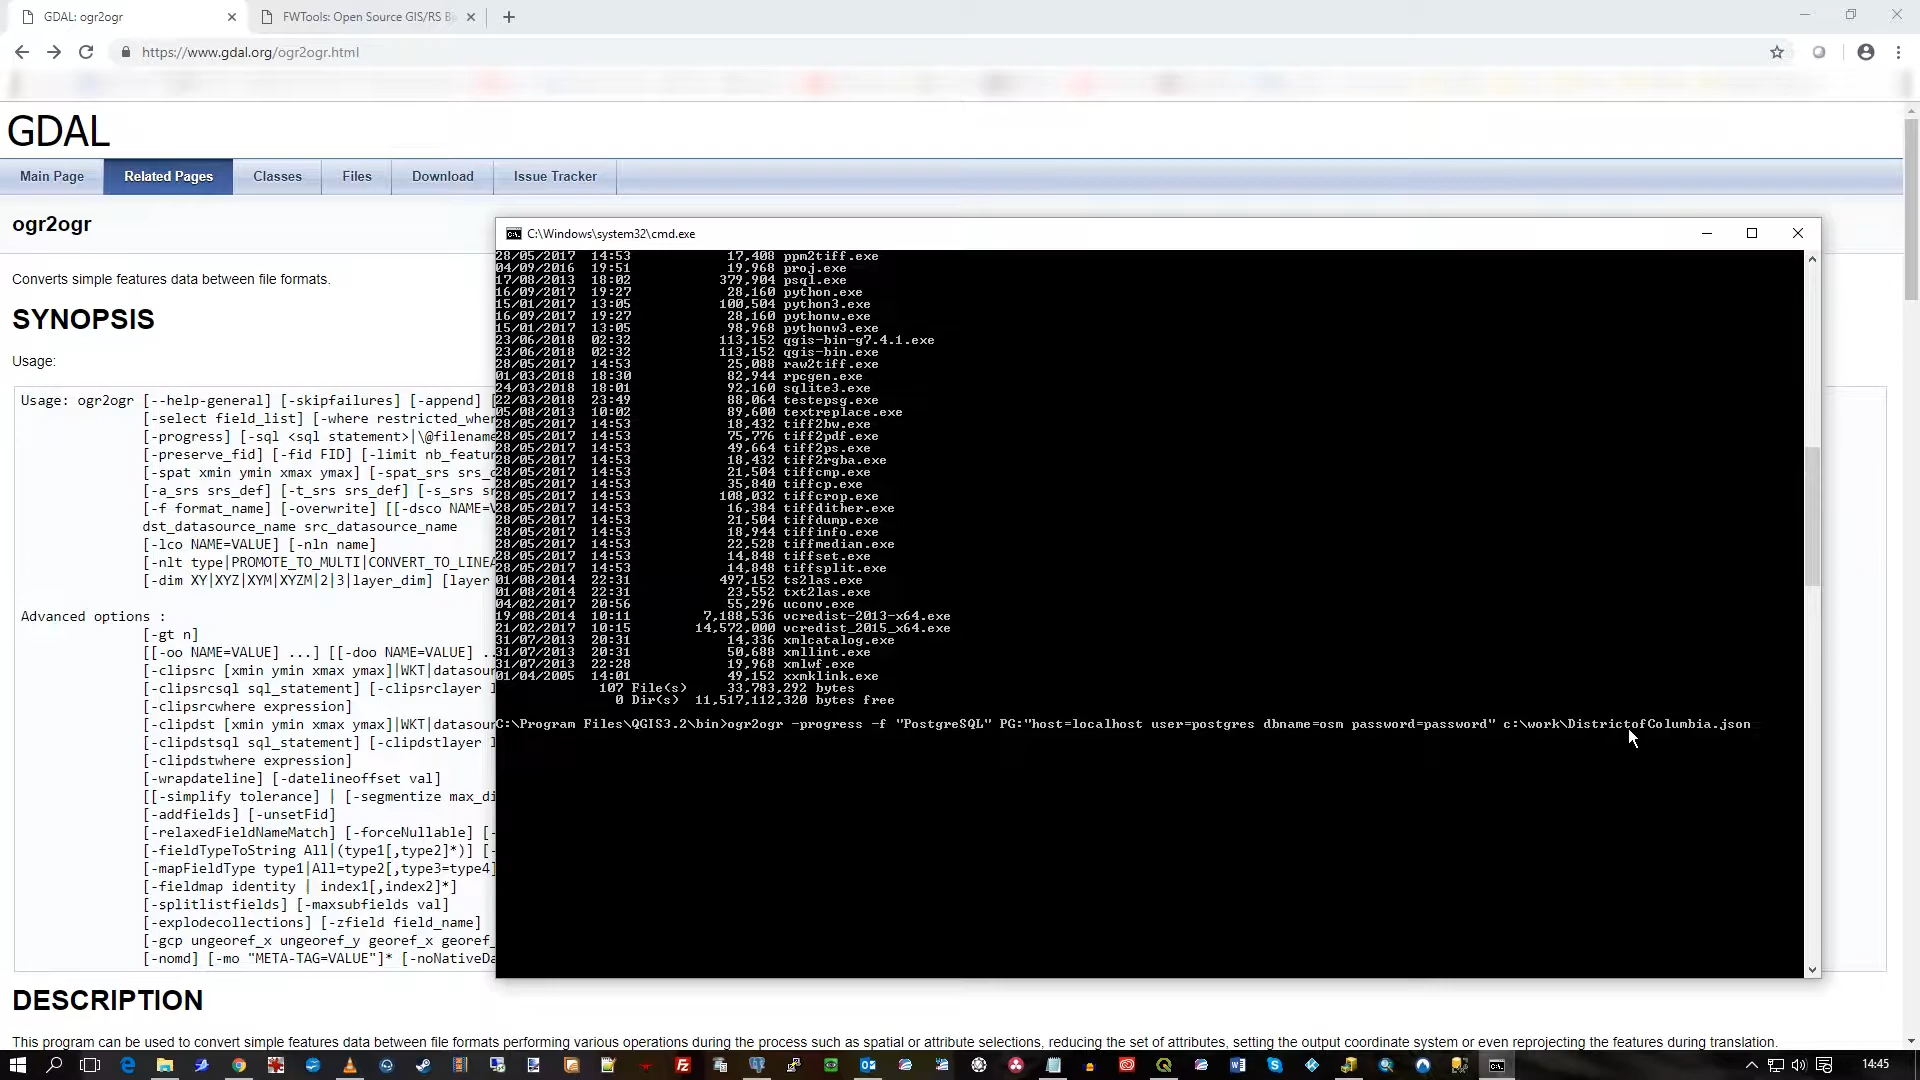 GDAL: ogr2ogr
FWTools: Open Source GIS/RS B
https://www.gdal.org/ogr2ogr.html
GDAL
Main Page
Related Pages
Classes
Files
Download
Issue Tracker
ogr2ogr
Converts simple features data between file formats.
SYNOPSIS
Usage:
Usage: ogr2ogr [--help-general] [-skipfailures] [-append] [
[-select field_list] [-where restricted_wher
[-progress] [-sql <sql statement>|\@filename
[-preserve_fid] [-fid FID] [-limit nb_featur
[-spat xmin ymin xmax ymax] [-spat_srs srs_d
[-a_srs srs_def] [-t_srs srs_def] [-s_srs sr
[-f format_name] [-overwrite] [[-dsco NAME=V
dst_datasource_name src_datasource_name
[-lco NAME=VALUE] [-nln name]
[-nlt type|PROMOTE_TO_MULTI|CONVERT_TO_LINEA
[-dim XY|XYZ|XYM|XYZM|2|3|layer_dim] [layer
Advanced options :
[-gt n]
[[-oo NAME=VALUE] ...] [[-doo NAME=VALUE] ..
[-clipsrc [xmin ymin xmax ymax]|WKT|datasour
[-clipsrcsql sql_statement] [-clipsrclayer l
[-clipsrcwhere expression]
[-clipdst [xmin ymin xmax ymax]|WKT|datasour
[-clipdstsql sql_statement] [-clipdstlayer l
[-clipdstwhere expression]
[-wrapdateline] [-datelineoffset val]
[[-simplify tolerance] | [-segmentize max_di
[-addfields] [-unsetFid]
[-relaxedFieldNameMatch] [-forceNullable] [-
[-fieldTypeToString All|(type1[,type2]*)] [-
[-mapFieldType type1|All=type2[,type3=type4]
[-fieldmap identity | index1[,index2]*]
[-splitlistfields] [-maxsubfields val]
[-explodecollections] [-zfield field_name]
[-gcp ungeoref_x ungeoref_y georef_x georef_
[-nomd] [-mo "META-TAG=VALUE"]* [-noNativeDa
DESCRIPTION
This program can be used to convert simple features data between file formats performing various operations during the process such as spatial or attribute selections, reducing the set of attributes, setting the output coordinate system or even reprojecting the features during translation.
C:\Windows\system32\cmd.exe
28/05/2017 14:53 17,408 ppm2tiff.exe
04/09/2016 19:51 19,968 proj.exe
17/08/2013 18:02 379,904 psql.exe
16/09/2017 19:27 28,160 python.exe
15/01/2017 13:05 100,504 python3.exe
16/09/2017 19:27 28,160 pythonw.exe
15/01/2017 13:05 98,968 pythonw3.exe
23/06/2018 02:32 113,152 qgis-bin-g7.4.1.exe
23/06/2018 02:32 113,152 qgis-bin.exe
28/05/2017 14:53 25,088 raw2tiff.exe
01/03/2018 18:30 82,944 rpcgen.exe
24/03/2018 18:01 92,160 sqlite3.exe
22/03/2018 23:49 88,064 testepsg.exe
05/08/2013 10:02 89,600 textreplace.exe
28/05/2017 14:53 18,432 tiff2bw.exe
28/05/2017 14:53 75,776 tiff2pdf.exe
28/05/2017 14:53 49,664 tiff2ps.exe
28/05/2017 14:53 18,432 tiff2rgba.exe
28/05/2017 14:53 21,504 tiffcmp.exe
28/05/2017 14:53 35,840 tiffcp.exe
28/05/2017 14:53 108,032 tiffcrop.exe
28/05/2017 14:53 16,384 tiffdither.exe
28/05/2017 14:53 21,504 tiffdump.exe
28/05/2017 14:53 18,944 tiffinfo.exe
28/05/2017 14:53 22,528 tiffmedian.exe
28/05/2017 14:53 14,848 tiffset.exe
28/05/2017 14:53 14,848 tiffsplit.exe
01/08/2014 22:31 497,152 ts2las.exe
01/08/2014 22:31 23,552 txt2las.exe
04/02/2017 20:56 55,296 uconv.exe
19/08/2014 10:11 7,188,536 vcredist-2013-x64.exe
21/02/2017 10:15 14,572,000 vcredist_2015_x64.exe
31/07/2013 20:31 14,336 xmlcatalog.exe
31/07/2013 20:31 50,688 xmllint.exe
31/07/2013 22:28 19,968 xmlwf.exe
01/04/2005 14:01 49,152 xxmklink.exe
107 File(s) 33,783,292 bytes
0 Dir(s) 11,517,112,320 bytes free
C:\Program Files\QGIS3.2\bin>ogr2ogr -progress -f "PostgreSQL" PG:"host=localhost user=postgres dbname=osm password=password" c:\work\DistrictofColumbia.json
14:45